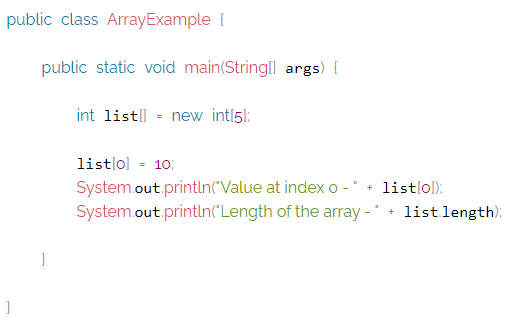 public class ArrayExample {
public static void main(String[] args) {
int list[] = new int[5];
list[0] = 10;
System.out.println("Value at index 0 - " + list[0]);
System.out.println("Length of the array - " + list.length);
}
}